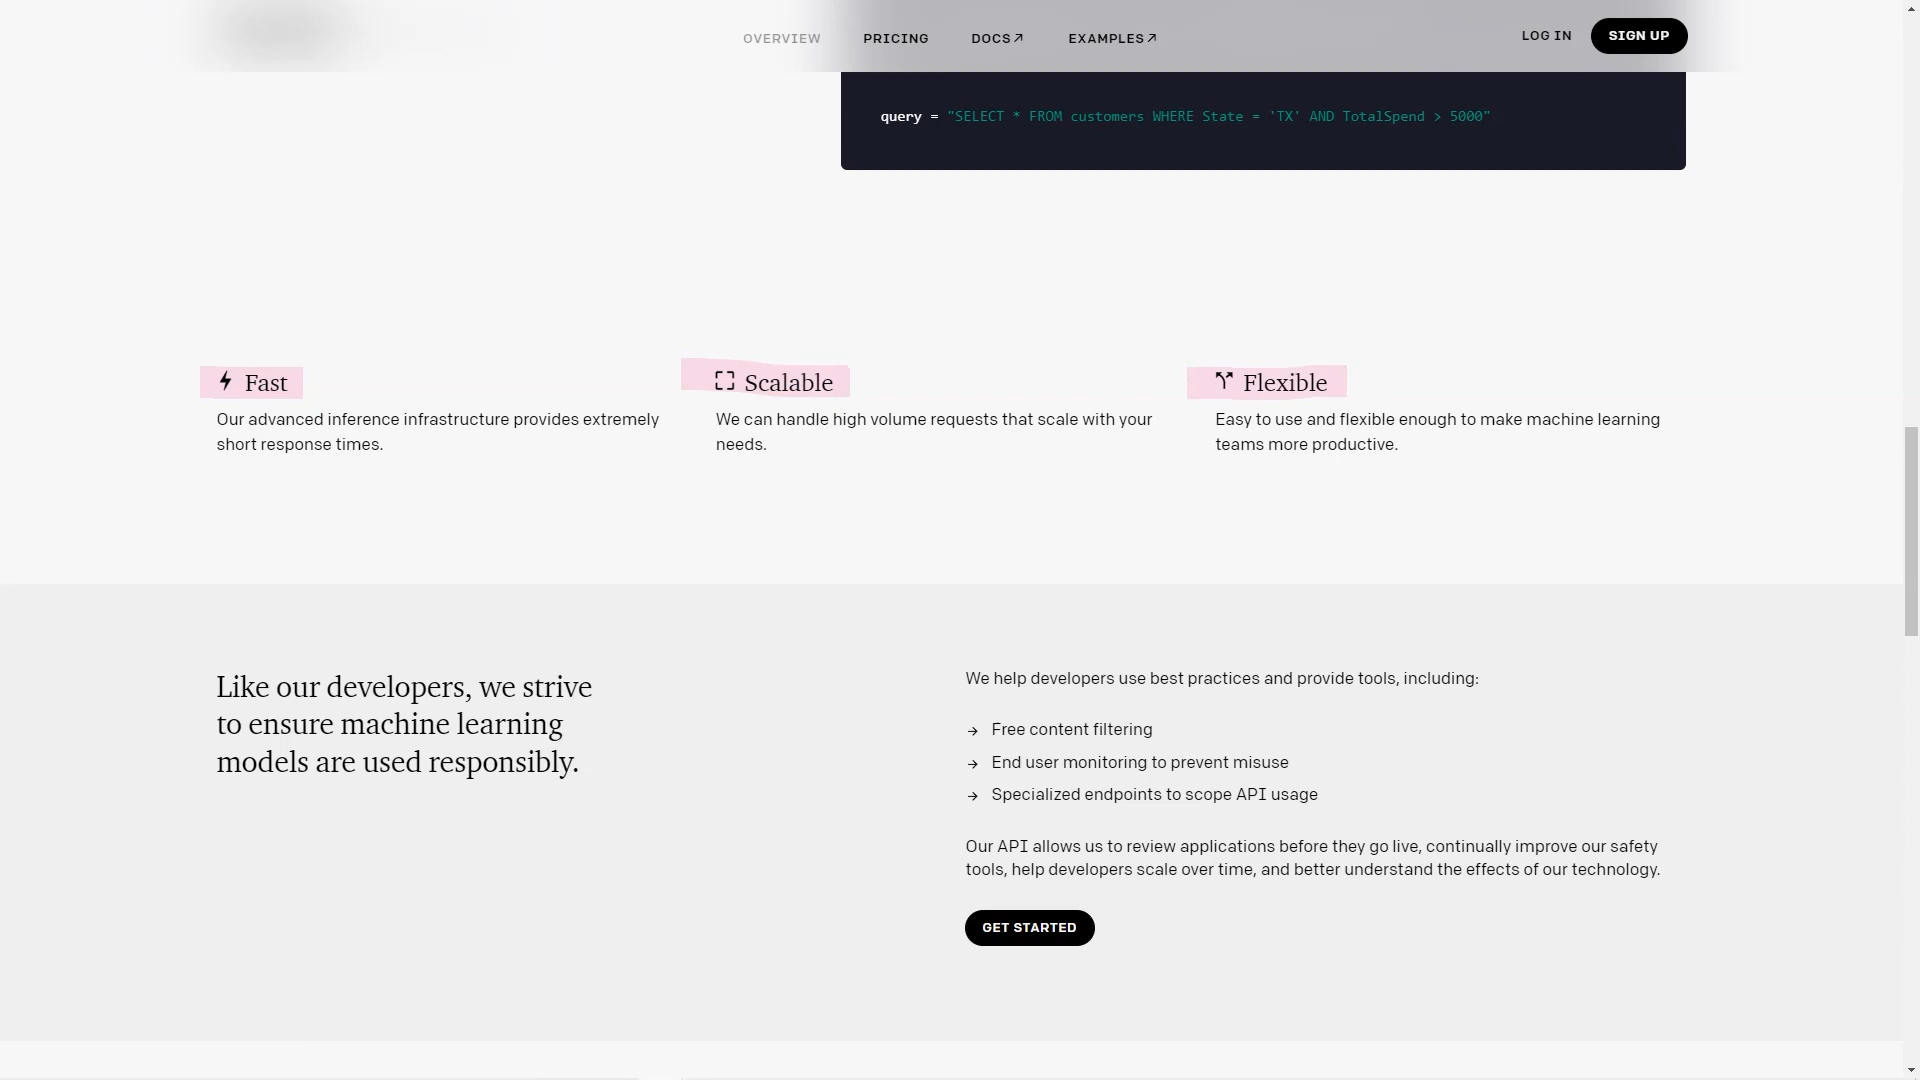 OVERVIEW PRICING DOCS↗ EXAMPLES↗ LOG IN SIGN UP
query = "SELECT * FROM customers WHERE State = 'TX' AND TotalSpend > 5000"
Fast
Our advanced inference infrastructure provides extremely
short response times.
Scalable
We can handle high volume requests that scale with your
needs.
Flexible
Easy to use and flexible enough to make machine learning
teams more productive.
Like our developers, we strive
to ensure machine learning
models are used responsibly.
We help developers use best practices and provide tools, including:
→ Free content filtering
→ End user monitoring to prevent misuse
→ Specialized endpoints to scope API usage
Our API allows us to review applications before they go live, continually improve our safety
tools, help developers scale over time, and better understand the effects of our technology.
GET STARTED